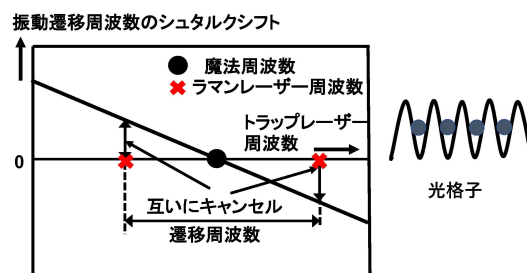 振動遷移周波数のシュタルクシフト
魔法周波数
ラマンレーザー周波数
トラップレーザー
周波数
0
互いにキャンセル
遷移周波数
光格子